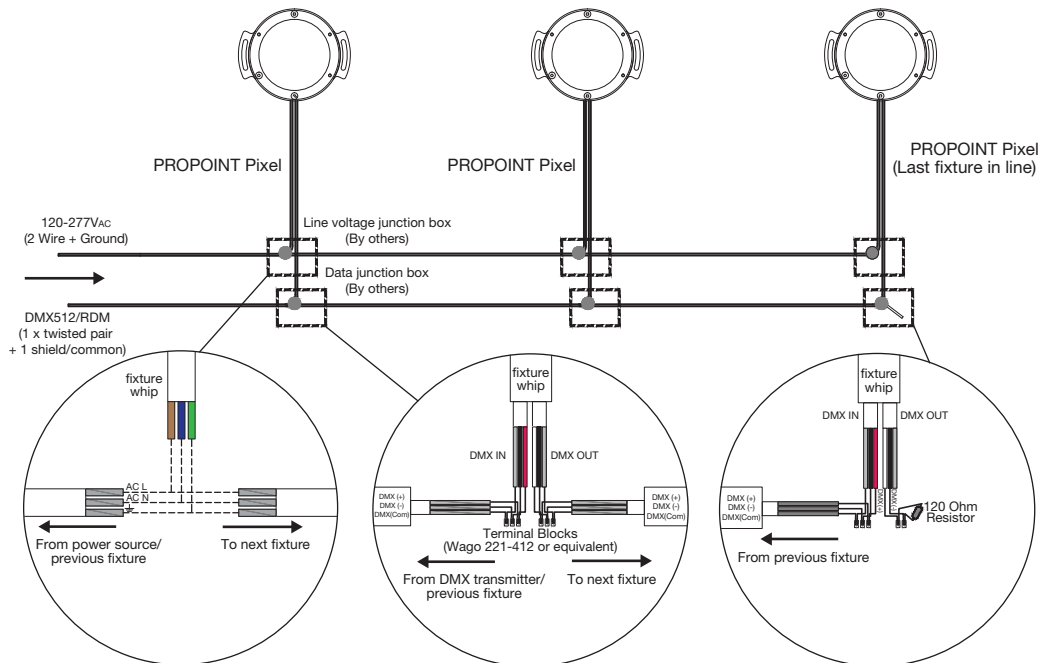 PROPOINT Pixel
PROPOINT Pixel
PROPOINT Pixel
(Last fixture in line)
120-277VAC
(2 Wire + Ground)
Line voltage junction box
(By others)
Data junction box
(By others)
DMX512/RDM
(1 x twisted pair
+ 1 shield/common)
fixture
whip
AC L
AC N
From power source/
previous fixture
To next fixture
fixture
whip
DMX IN
DMX OUT
DMX (+)
DMX (-)
DMX(Com)
DMX (+)
DMX (-)
DMX(Com)
Terminal Blocks
(Wago 221-412 or equivalent)
From DMX transmitter/
previous fixture
To next fixture
fixture
whip
DMX IN
DMX OUT
DMX (+)
DMX (-)
DMX(Com)
120 Ohm
Resistor
From previous fixture